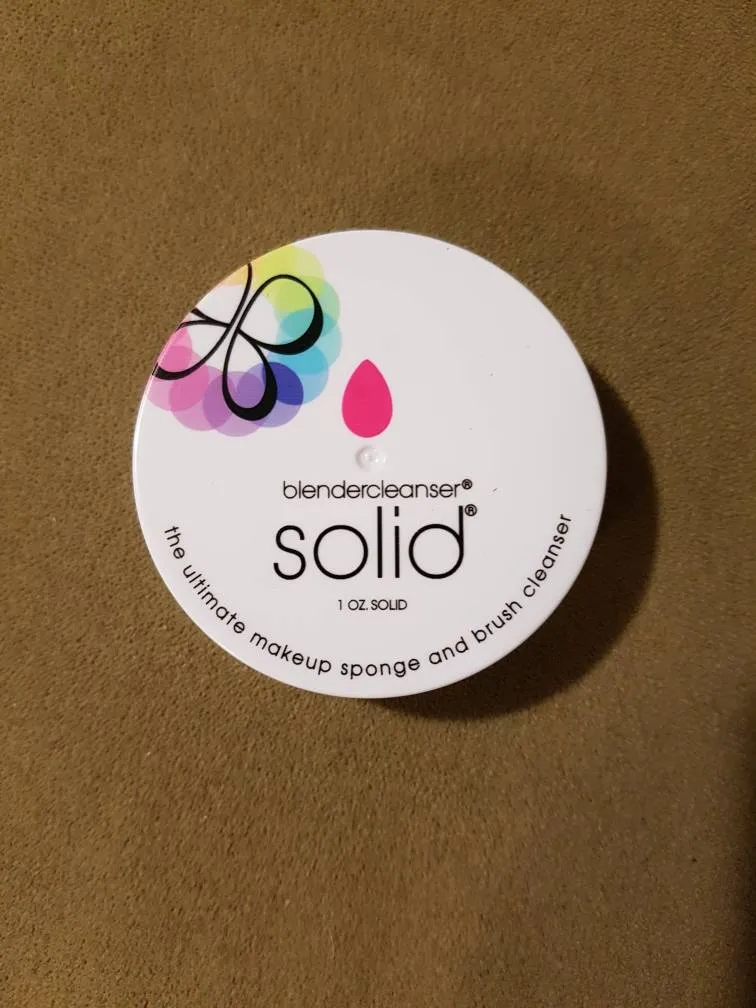 blendercleanser®
solid®
1 OZ. SOLID
the ultimate makeup sponge and brush cleanser